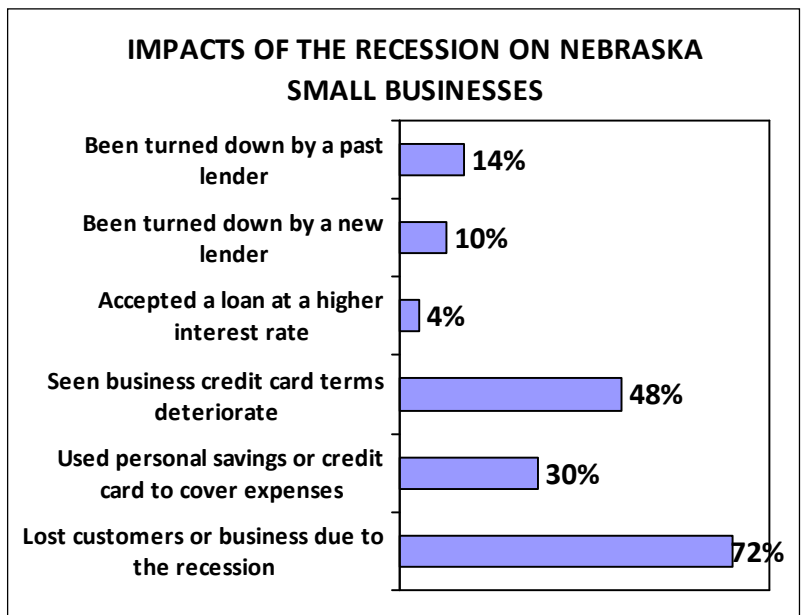 IMPACTS OF THE RECESSION ON NEBRASKA
SMALL BUSINESSES
Been turned down by a past
lender
14%
Been turned down by a new
lender
10%
Accepted a loan at a higher
interest rate
4%
Seen business credit card terms
deteriorate
48%
Used personal savings or credit
card to cover expenses
30%
Lost customers or business due to
the recession
72%